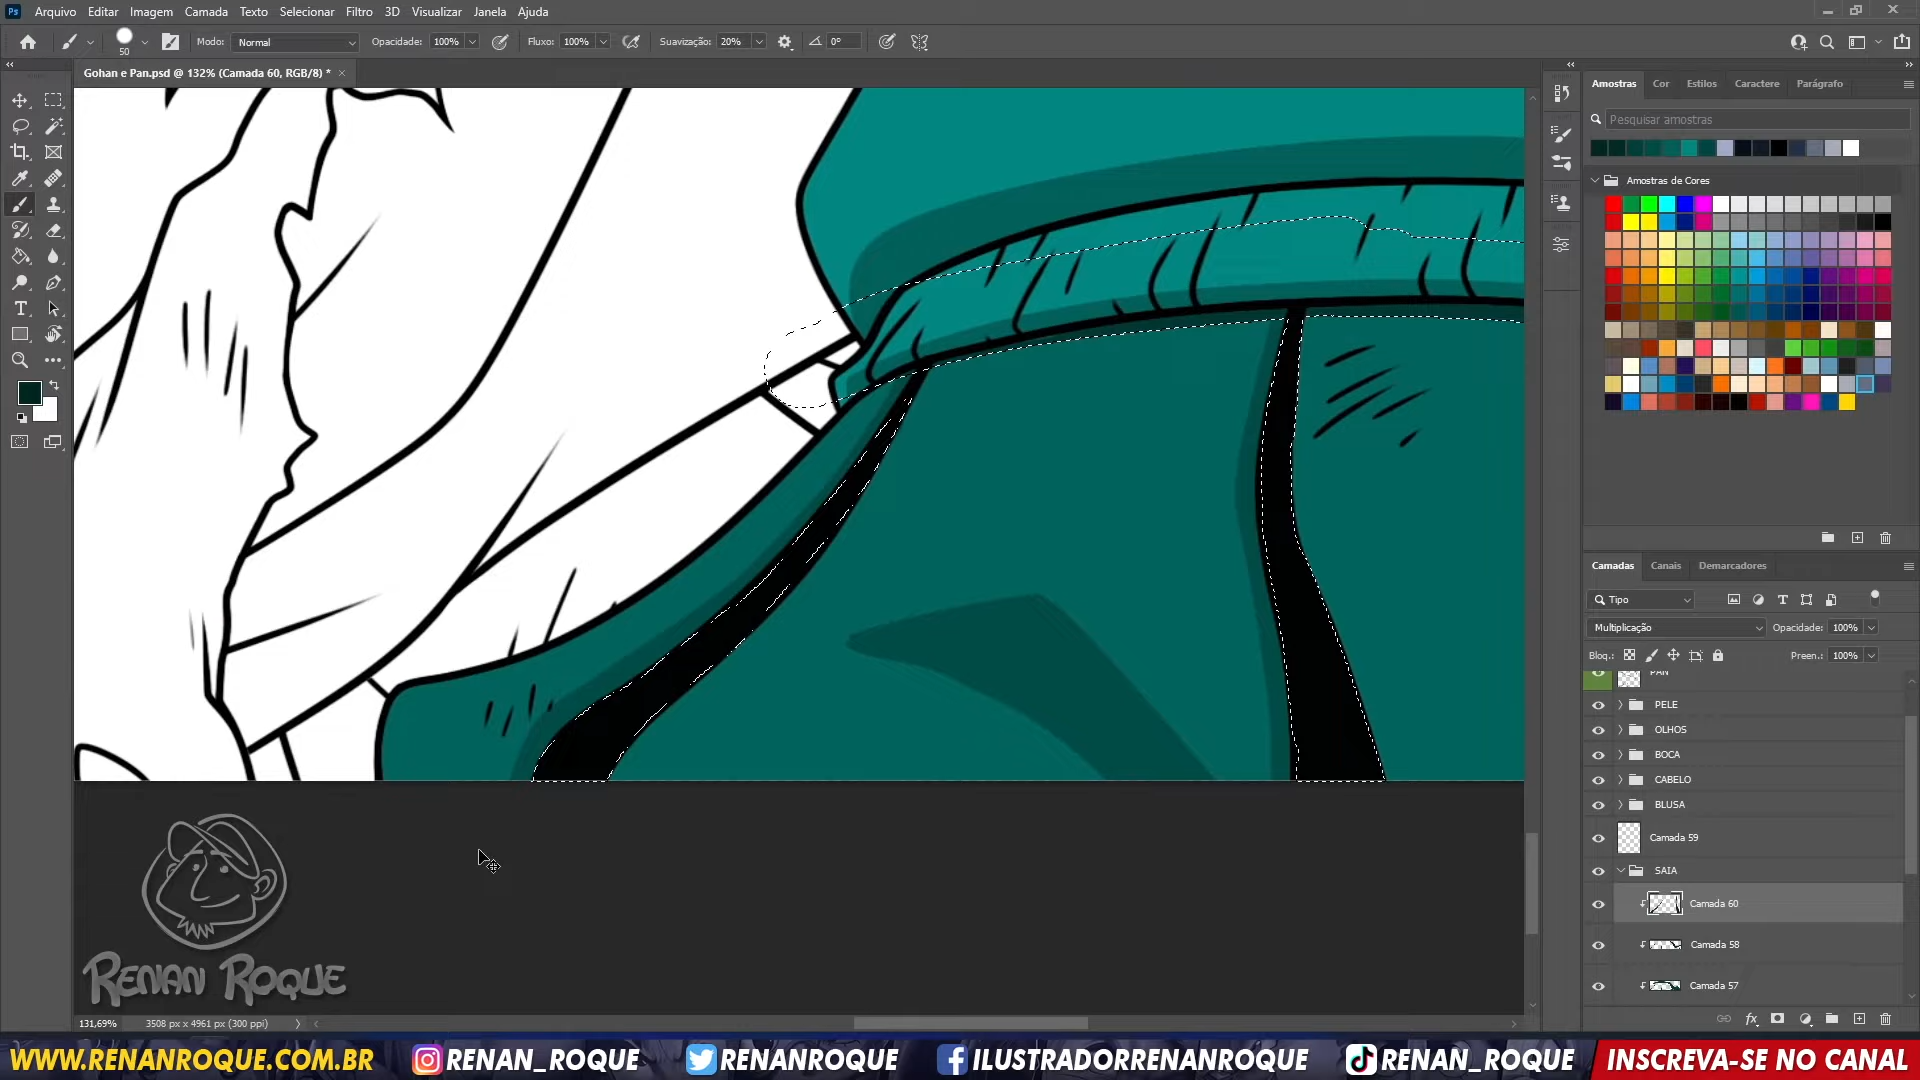 Ps Arquivo Editar Imagem Camada Texto Selecionar Filtro 3D Visualizar Janela Ajuda
50 Modo: Normal Opacidade: 100% Fluxo: 100% Suavização: 20% 0°
Gohan e Pan.psd @ 132% (Camada 60, RGB/8) * ×
Amostras Cor Estilos Caractere Parágrafo
Pesquisar amostras
Amostras de Cores
Camadas Canais Demarcadores
Tipo
Multiplicação Opacidade: 100%
Bloq.: Preen.: 100%
PAN
PELE
OLHOS
BOCA
CABELO
BLUSA
Camada 59
SAIA
Camada 60
Camada 58
Camada 57
RENAN ROQUE
131,69% 3508 px x 4961 px (300 ppi)
WWW.RENANROQUE.COM.BR RENAN_ROQUE RENANROQUE ILUSTRADORRENANROQUE RENAN_ROQUE INSCREVA-SE NO CANAL